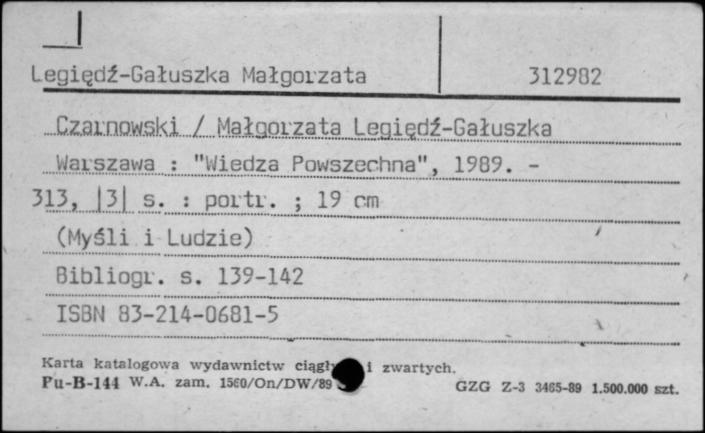 Legiędź-Gałuszka Małgorzata 312982
Czarnowski / Małgorzata Legiędź-Gałuszka
Warszawa : "Wiedza Powszechna", 1989. -
313, |3| s. : portr. ; 19 cm
(Myśli i Ludzie)
Bibliogr. s. 139-142
ISBN 83-214-0681-5
Karta katalogowa wydawnictw i zwartych.
Pu-B-144 W.A. zam. 1560/On/DW/89 GZG Z-3 3465-89 1.500.000 szt.